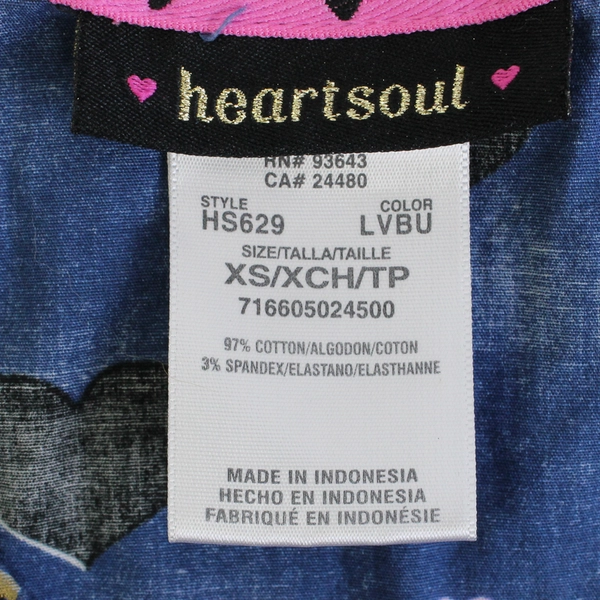 heartsoul
RN# 93643
CA# 24480
STYLE COLOR
HS629 LVBU
SIZE/TALLA/TAILLE
XS/XCH/TP
716605024500
97% COTTON/ALGODON/COTON
3% SPANDEX/ELASTANO/ELASTHANNE
MADE IN INDONESIA
HECHO EN INDONESIA
FABRIQUÉ EN INDONÉSIE